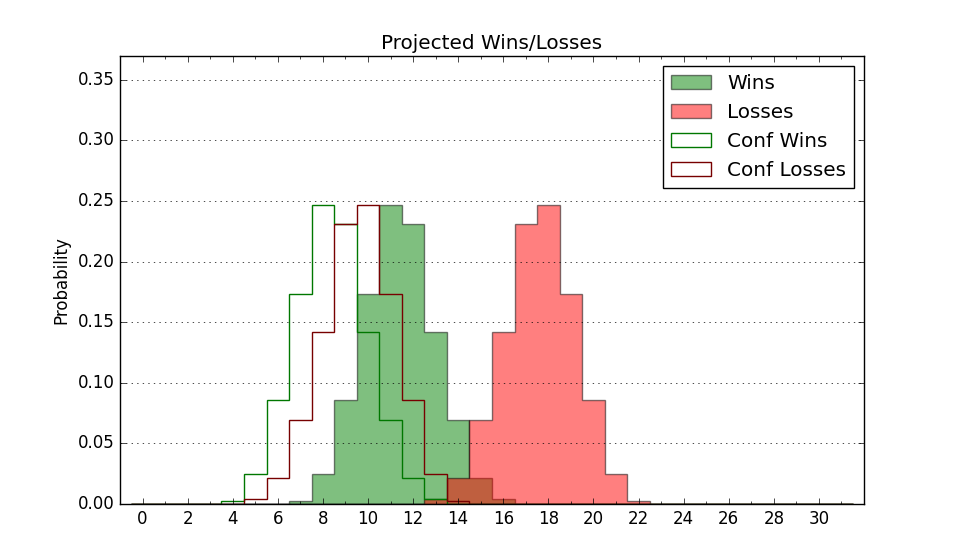 Projected Wins/Losses
Wins
Losses
Conf Wins
Conf Losses
Probability
0.35
0.30
0.25
0.20
0.15
0.10
0.05
0.00
0 2 4 6 8 10 12 14 16 18 20 22 24 26 28 30